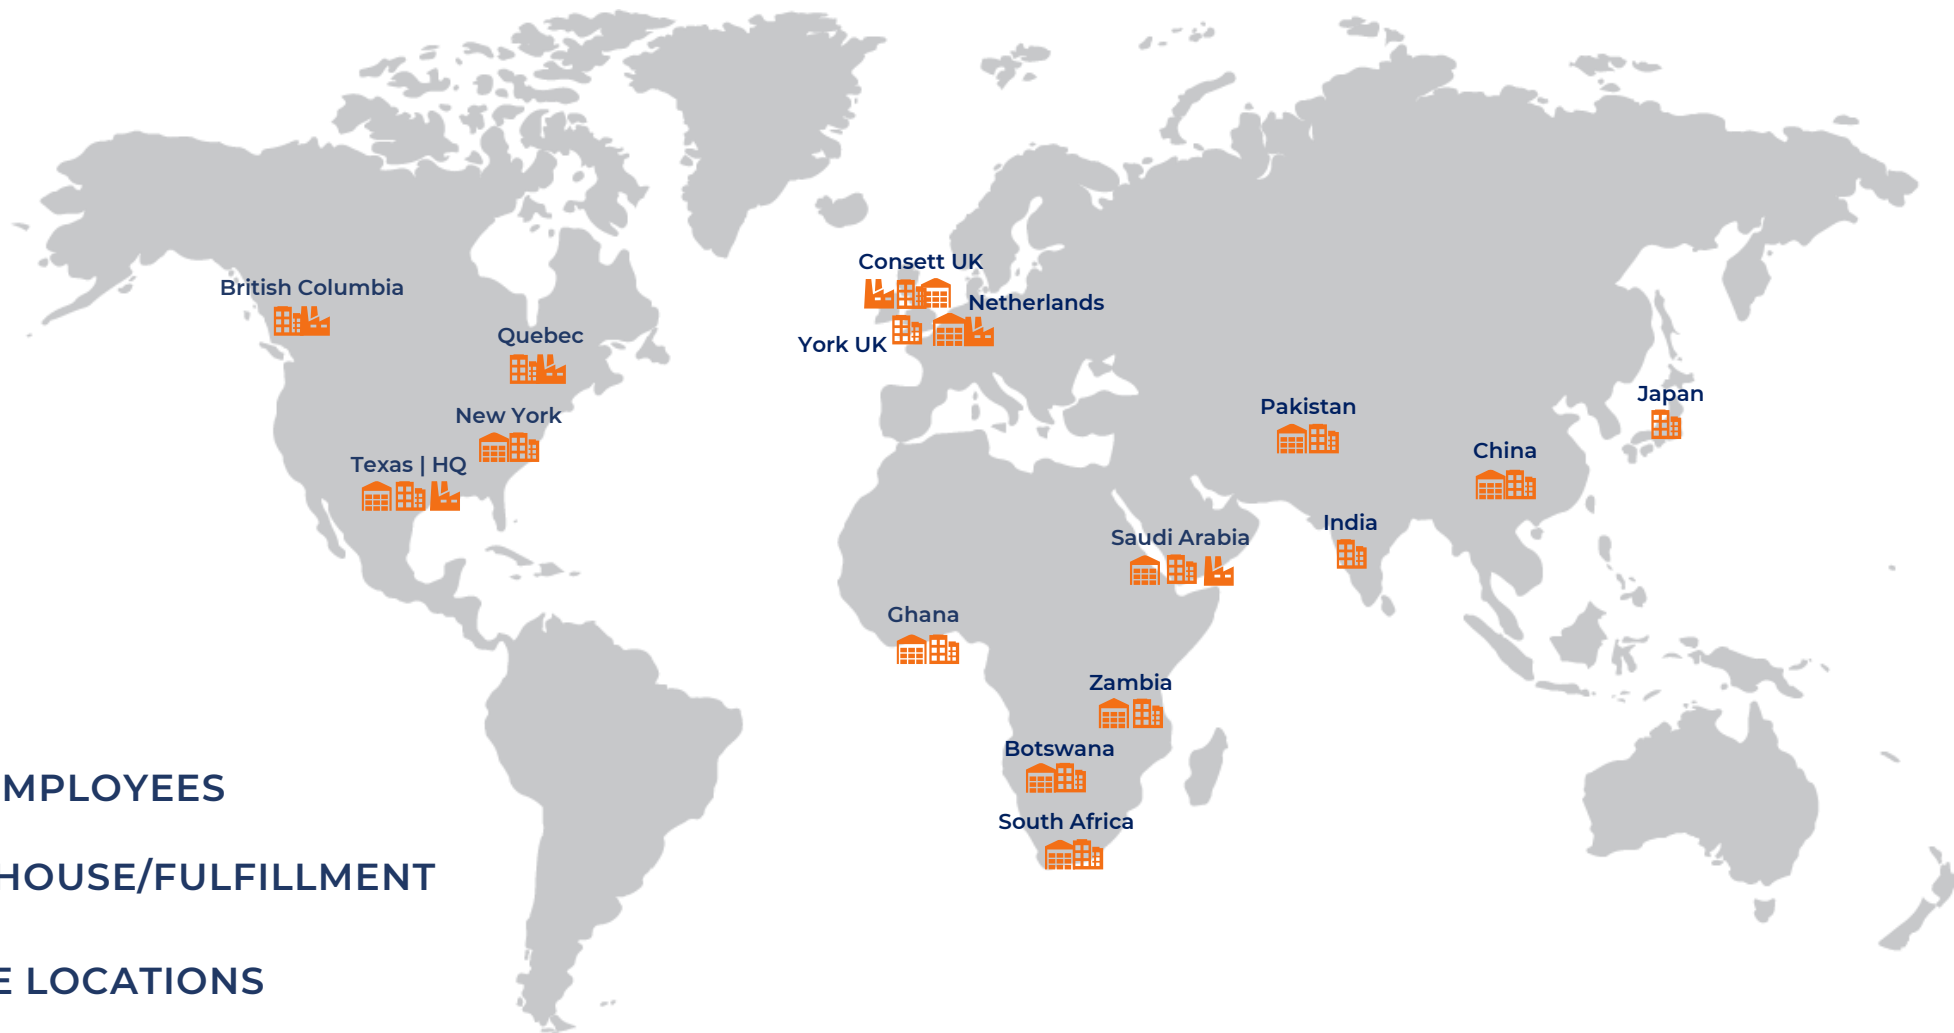 Consett UK
British Columbia
Netherlands
Quebec
York UK
Japan
Pakistan
New York
China
Texas | HQ
India
Saudi Arabia
Ghana
Zambia
Botswana
MPLOYEES
South Africa
HOUSE/FULFILLMENT
E LOCATIONS